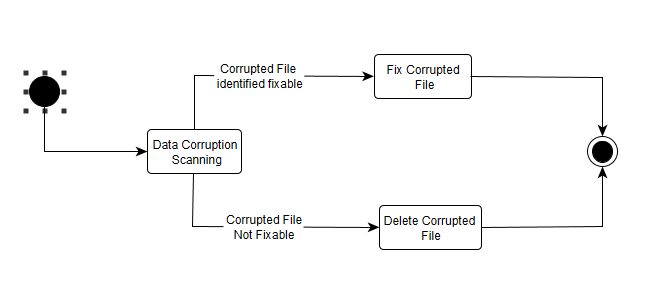 Corrupted File
identified fixable
Fix Corrupted
File
Data Corruption
Scanning
Corrupted File
Not Fixable
Delete Corrupted
File